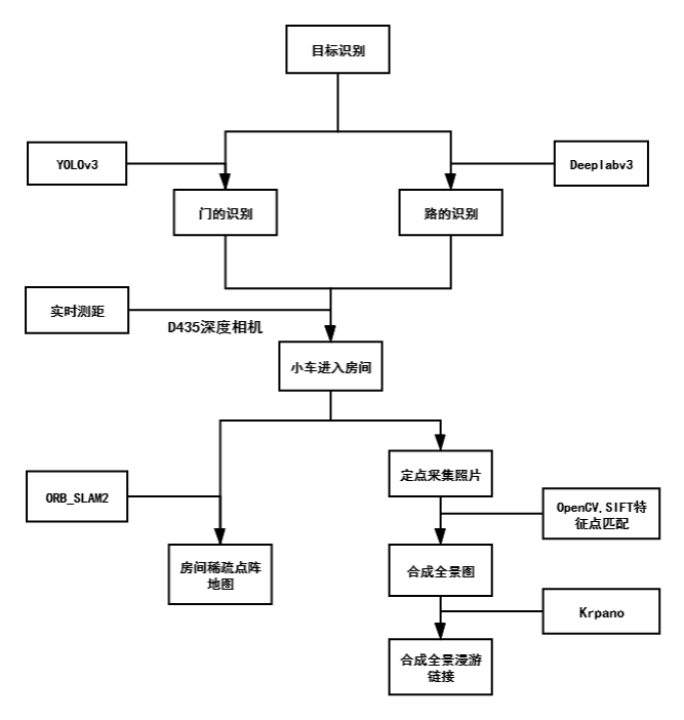 目标识别
YOLOv3
Deeplabv3
门的识别
路的识别
实时测距
D435深度相机
小车进入房间
定点采集照片
ORB_SLAM2
OpenCV,SIFT特
征点匹配
房间稀疏点阵
地图
合成全景图
Krpano
合成全景漫游
链接